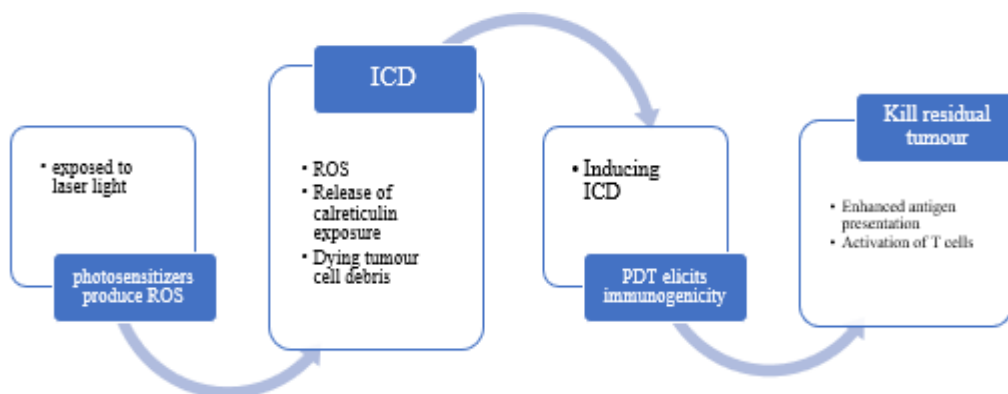 • exposed to
laser light
photosensitizers
produce ROS
ICD
• ROS
• Release of
calreticulin
exposure
• Dying tumour
cell debris
• Inducing
ICD
PDT elicits
immunogenicity
Kill residual
tumour
• Enhanced antigen
presentation
• Activation of T cells